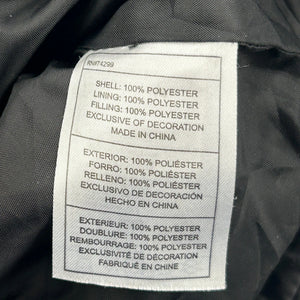 RN#74299
SHELL: 100% POLYESTER
LINING: 100% POLYESTER
FILLING: 100% POLYESTER
EXCLUSIVE OF DECORATION
MADE IN CHINA
EXTERIOR: 100% POLIÉSTER
FORRO: 100% POLIÉSTER
RELLENO: 100% POLIÉSTER
EXCLUSIVO DE DECORACIÓN
HECHO EN CHINA
EXTERIEUR: 100% POLYESTER
DOUBLURE: 100% POLYESTER
REMBOURRAGE: 100% POLYESTER
EXCLUSIVITÉ DE DÉCORATION
FABRIQUÉ EN CHINE